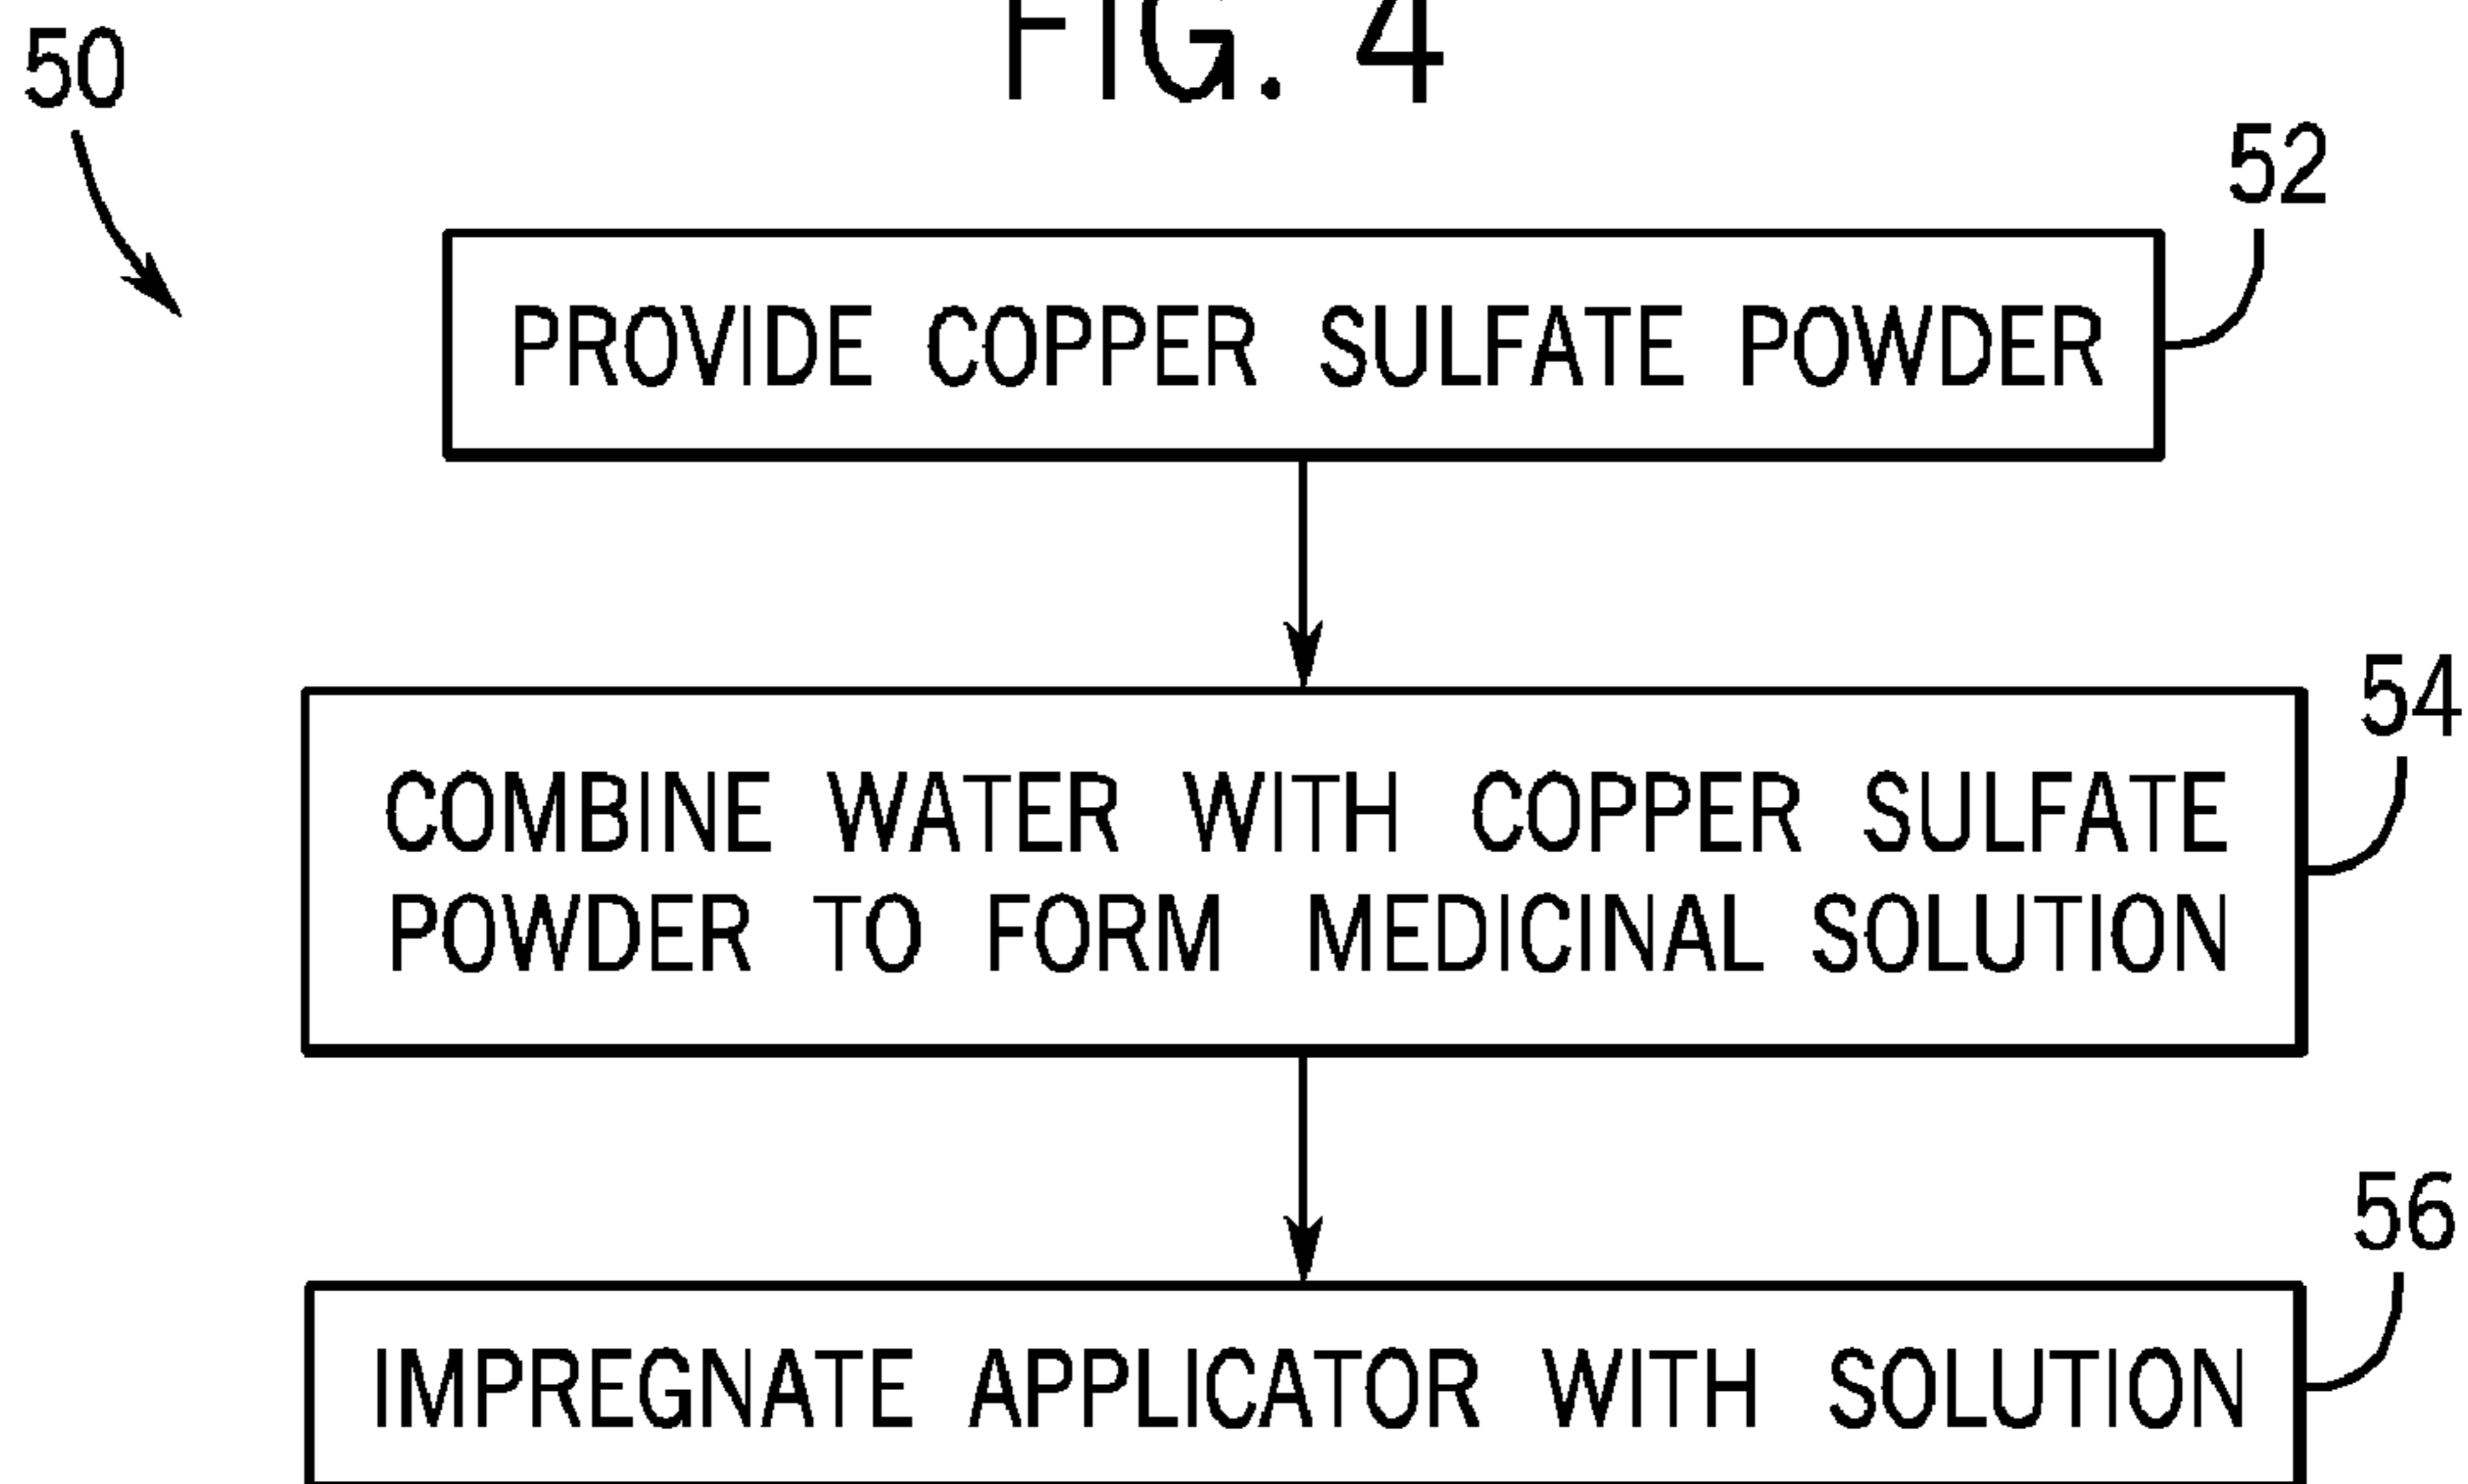 FIG. 4
50
52
PROVIDE COPPER SULFATE POWDER
54
COMBINE WATER WITH COPPER SULFATE
POWDER TO FORM MEDICINAL SOLUTION
56
IMPREGNATE APPLICATOR WITH SOLUTION